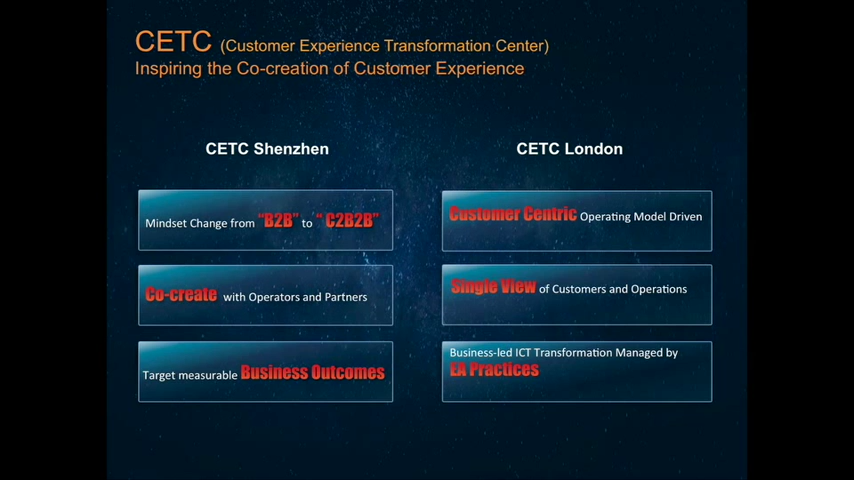 CETC (Customer Experience Transformation Center)
Inspiring the Co-creation of Customer Experience
CETC Shenzhen
Mindset Change from “B2B” to “ C2B2B”
Co-create with Operators and Partners
Target measurable Business Outcomes
CETC London
Customer Centric Operating Model Driven
Single View of Customers and Operations
Business-led ICT Transformation Managed by
EA Practices